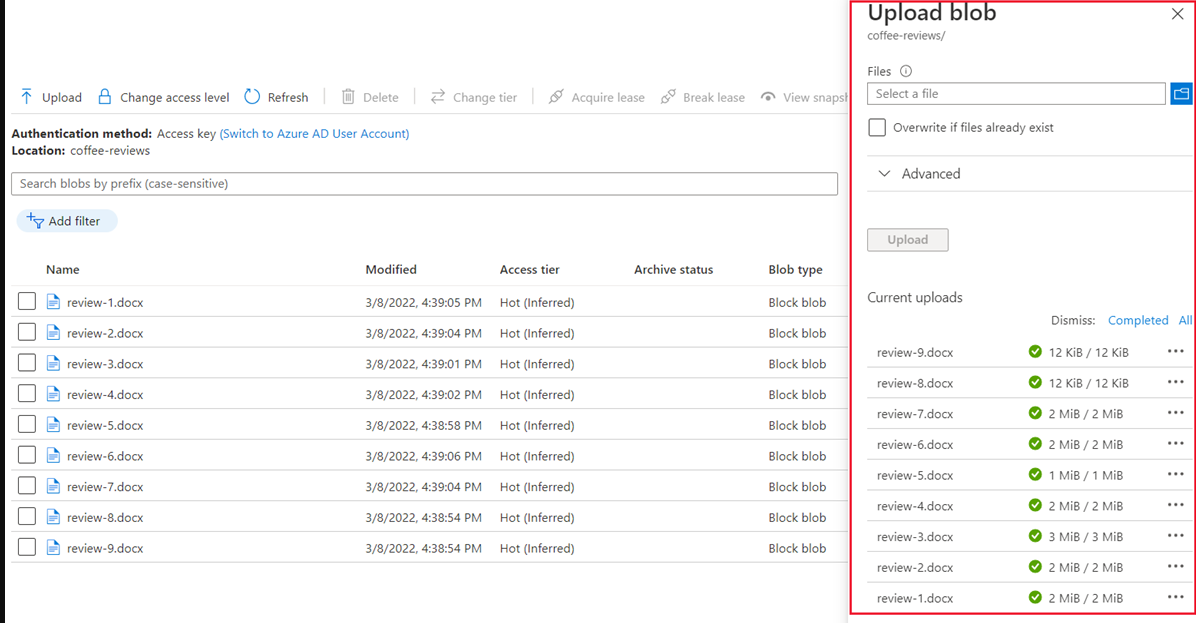 Upload Change access level Refresh Delete Change tier Acquire lease Break lease View snapsh
Authentication method: Access key (Switch to Azure AD User Account)
Location: coffee-reviews
Search blobs by prefix (case-sensitive)
Add filter
Name Modified Access tier Archive status Blob type
review-1.docx 3/8/2022, 4:39:05 PM Hot (Inferred) Block blob
review-2.docx 3/8/2022, 4:39:04 PM Hot (Inferred) Block blob
review-3.docx 3/8/2022, 4:39:01 PM Hot (Inferred) Block blob
review-4.docx 3/8/2022, 4:39:02 PM Hot (Inferred) Block blob
review-5.docx 3/8/2022, 4:38:58 PM Hot (Inferred) Block blob
review-6.docx 3/8/2022, 4:39:06 PM Hot (Inferred) Block blob
review-7.docx 3/8/2022, 4:39:04 PM Hot (Inferred) Block blob
review-8.docx 3/8/2022, 4:38:54 PM Hot (Inferred) Block blob
review-9.docx 3/8/2022, 4:38:54 PM Hot (Inferred) Block blob
Upload blob
coffee-reviews/
Files
Select a file
Overwrite if files already exist
Advanced
Upload
Current uploads
Dismiss: Completed All
review-9.docx 12 KiB / 12 KiB
review-8.docx 12 KiB / 12 KiB
review-7.docx 2 MiB / 2 MiB
review-6.docx 2 MiB / 2 MiB
review-5.docx 1 MiB / 1 MiB
review-4.docx 2 MiB / 2 MiB
review-3.docx 3 MiB / 3 MiB
review-2.docx 2 MiB / 2 MiB
review-1.docx 2 MiB / 2 MiB